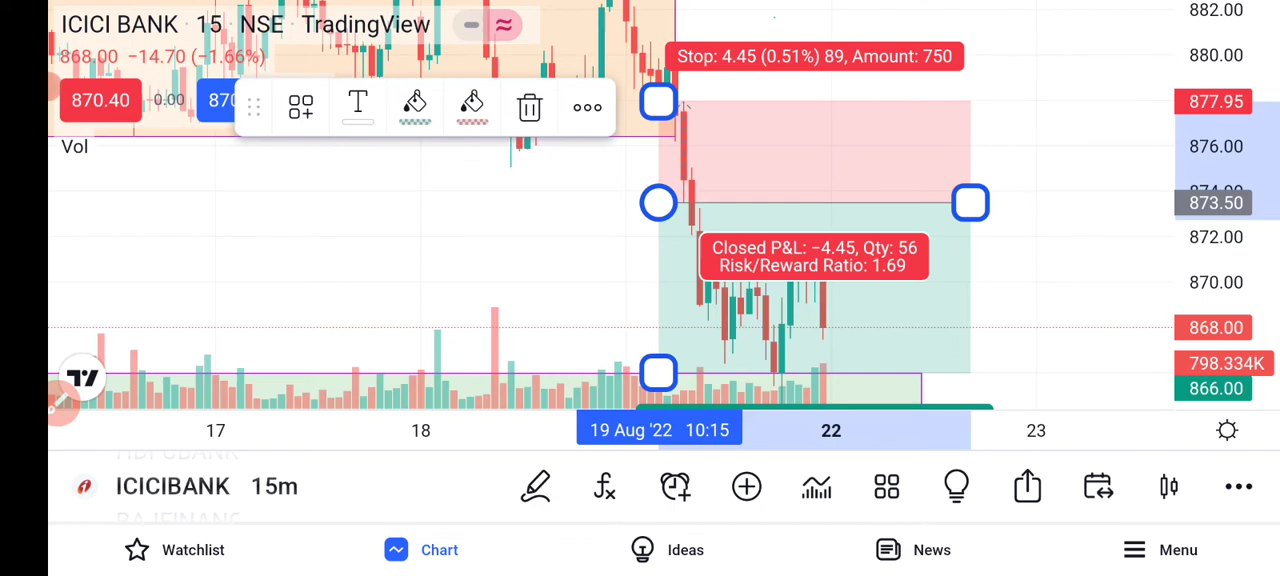 ICICI BANK 15 NSE TradingView
868.00 −14.70 (−1.66%)
870.40
0.00
870
T
Vol
Stop: 4.45 (0.51%) 89, Amount: 750
Closed P&L: −4.45, Qty: 56
Risk/Reward Ratio: 1.69
882.00
880.00
877.95
876.00
874.00
873.50
872.00
870.00
868.00
798.334K
866.00
17
18
19 Aug '22 10:15
22
23
HDFCBANK
ICICIBANK 15m
BAJFINANC
Watchlist
Chart
Ideas
News
Menu